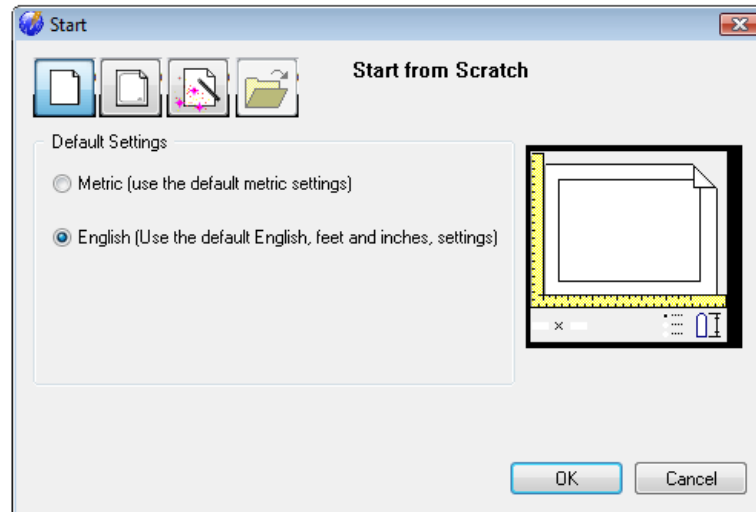 Start
Start from Scratch
Default Settings
Metric (use the default metric settings)
English (Use the default English, feet and inches, settings)
OK
Cancel